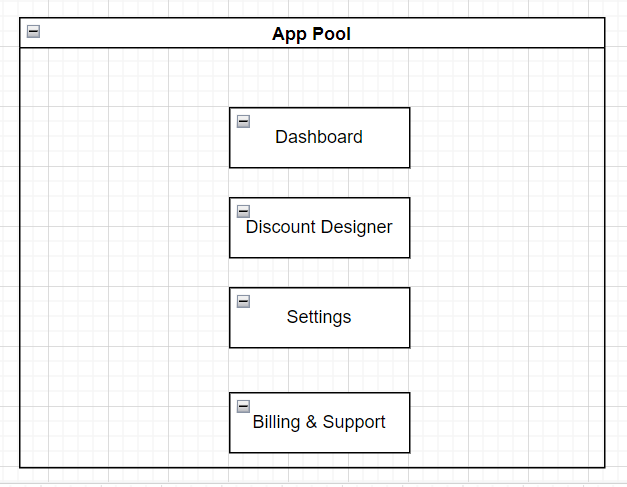 App Pool
Dashboard
Discount Designer
Settings
Billing & Support